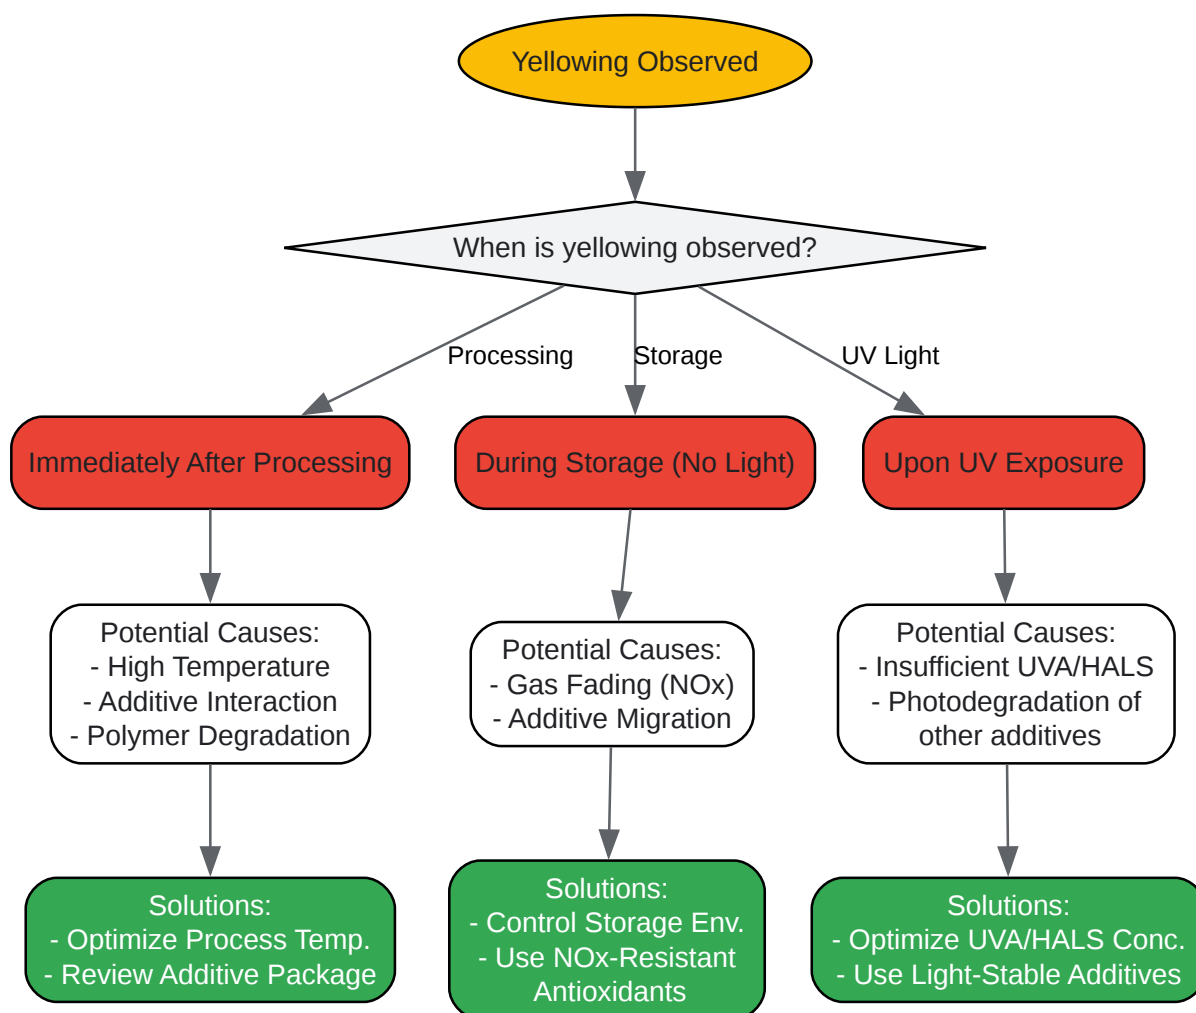 Yellowing Observed
When is yellowing observed?
Processing
Storage
UV Light
Immediately After Processing
During Storage (No Light)
Upon UV Exposure
Potential Causes:
- High Temperature
- Additive Interaction
- Polymer Degradation
Potential Causes:
- Gas Fading (NOx)
- Additive Migration
Potential Causes:
- Insufficient UVA/HALS
- Photodegradation of
other additives
Solutions:
- Optimize Process Temp.
- Review Additive Package
Solutions:
- Control Storage Env.
- Use NOx-Resistant
Antioxidants
Solutions:
- Optimize UVA/HALS Conc.
- Use Light-Stable Additives